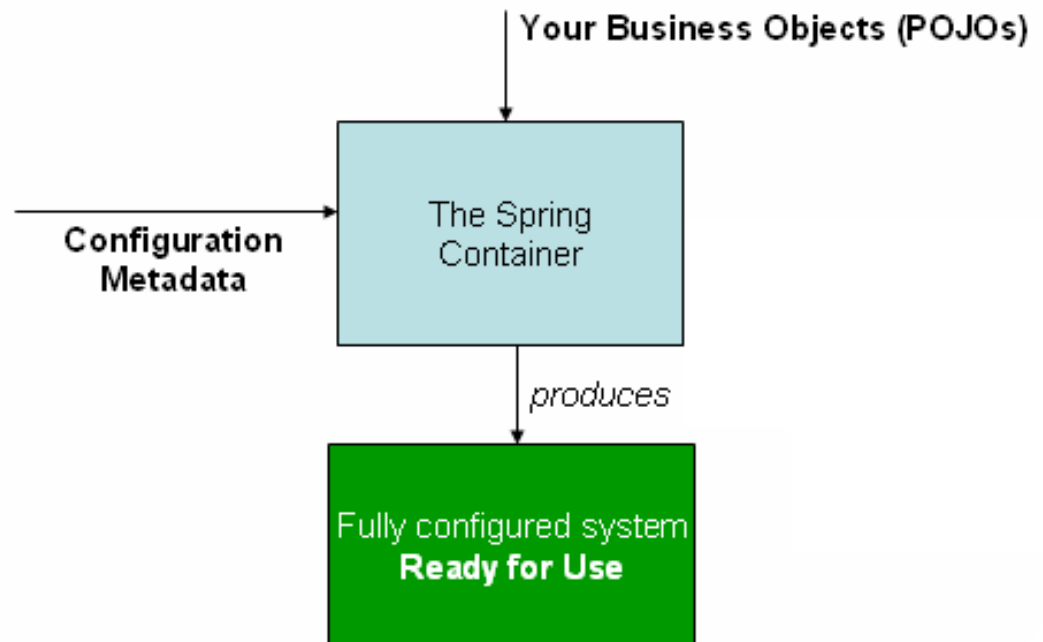 Your Business Objects (POJOs)
The Spring
Container
Configuration
Metadata
produces
Fully configured system
Ready for Use